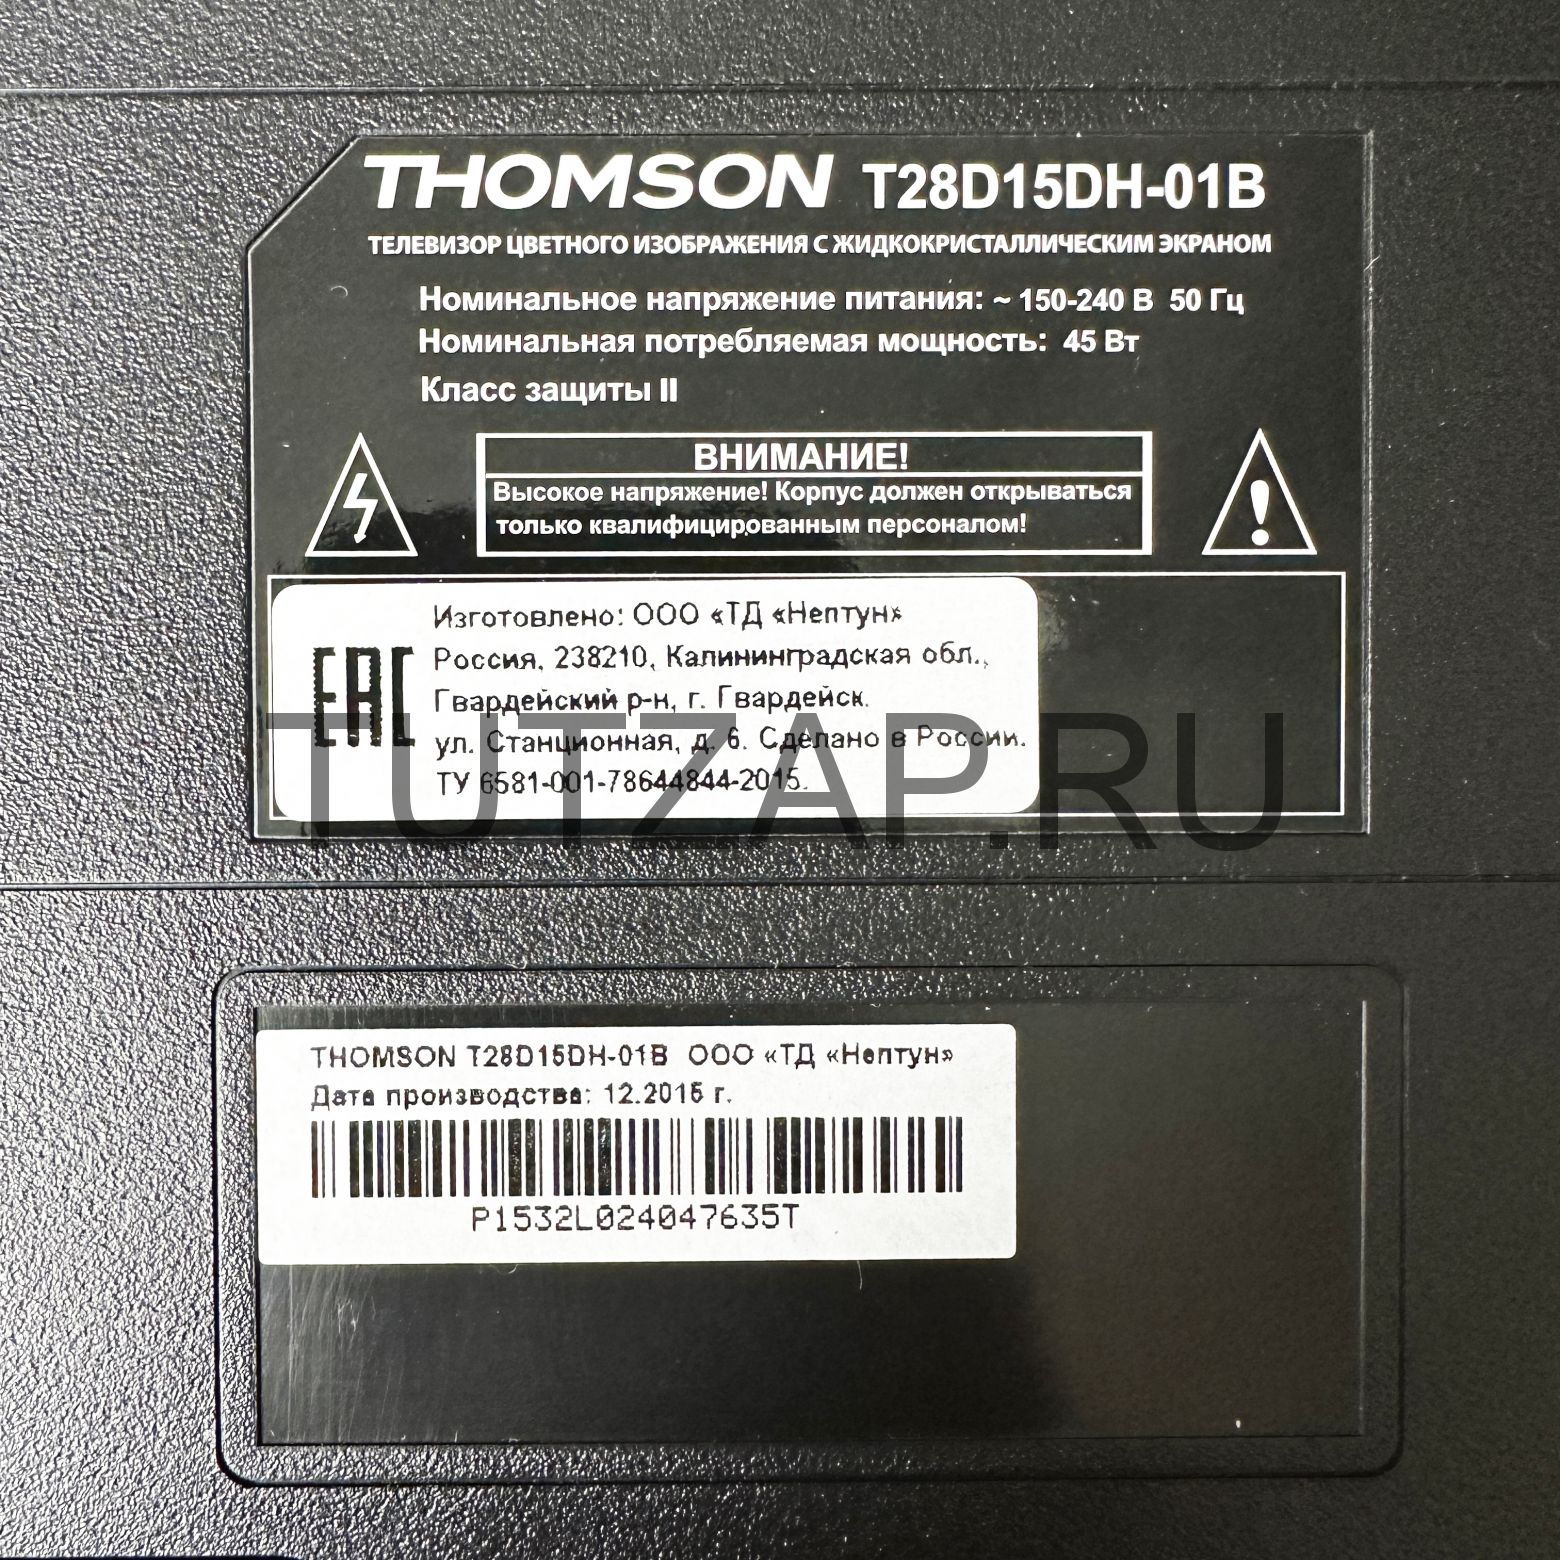 THOMSON T28D15DH-01B
ТЕЛЕВИЗОР ЦВЕТНОГО ИЗОБРАЖЕНИЯ С ЖИДКОКРИСТАЛЛИЧЕСКИМ ЭКРАНОМ
Номинальное напряжение питания: ~ 150-240 В 50 Гц
Номинальная потребляемая мощность: 45 Вт
Класс защиты II
ВНИМАНИЕ!
Высокое напряжение! Корпус должен открываться
только квалифицированным персоналом!
Изготовлено: ООО «ТД «Нептун»
Россия, 238210, Калининградская обл.,
Гвардейский р-н, г. Гвардейск.
ул. Станционная, д. 6. Сделано в России.
ТУ 6581-001-78644844-2015.
EAC
TUTZAP.RU
THOMSON T28D15DH-01B ООО «ТД «Нептун»
Дата производства: 12.2015 г.
P1532L024047635T